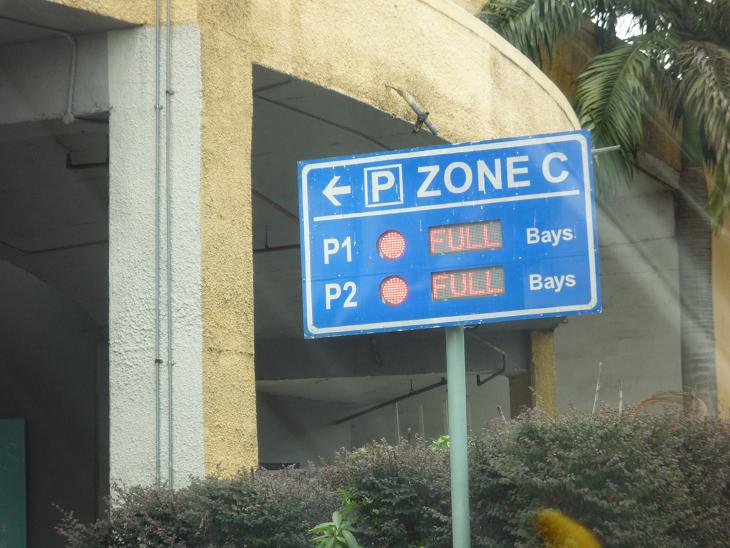 ← P ZONE C
P1 FULL Bays
P2 FULL Bays